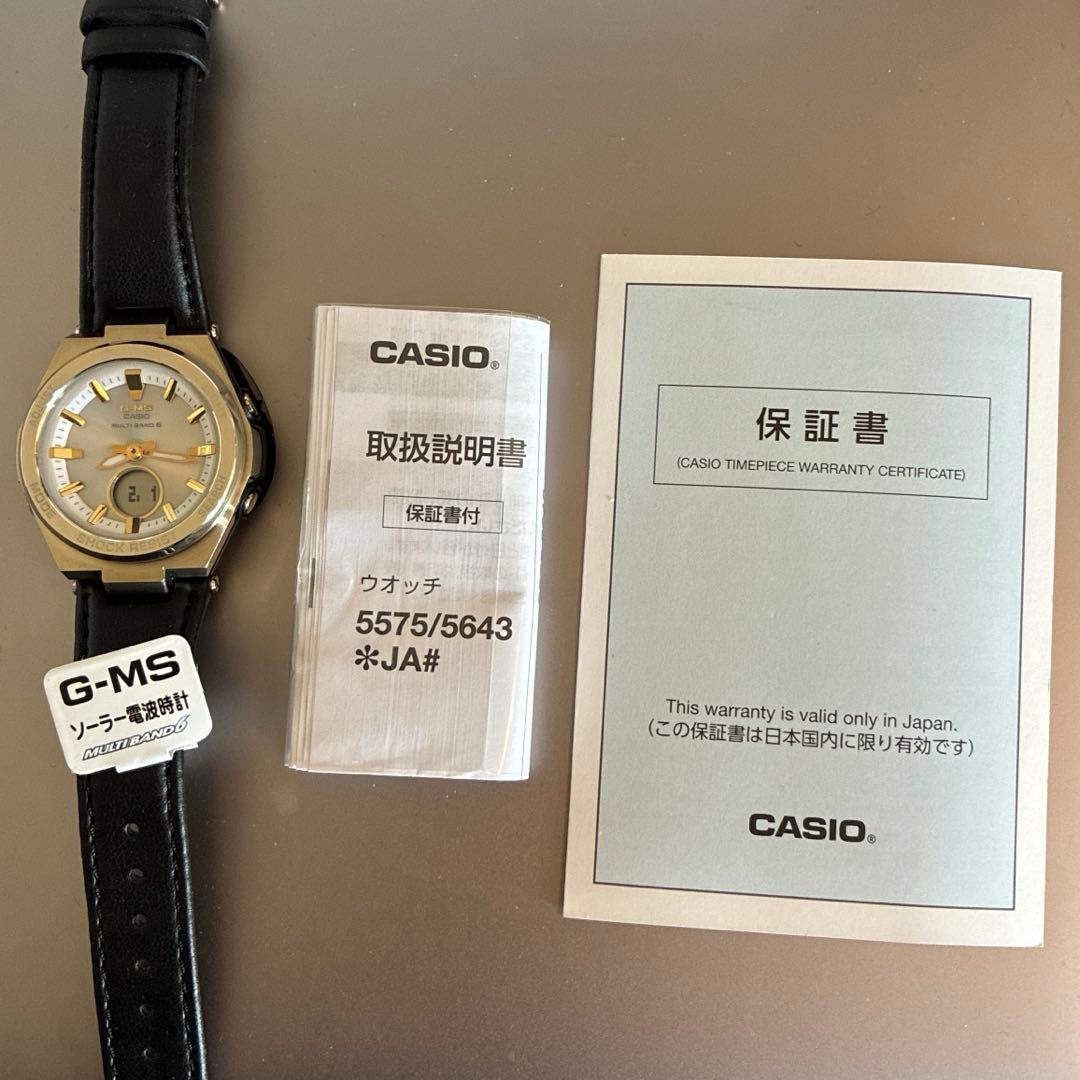 G-MS
CASIO
MULTI BAND 6
ADJUST
MODE
SEARCH
SHOCK RESIST
G-MS
ソーラー電波時計
MULTIBAND6
CASIO®
取扱説明書
保証書付
ウオッチ
5575/5643
✻JA#
保証書
(CASIO TIMEPIECE WARRANTY CERTIFICATE)
This warranty is valid only in Japan.
(この保証書は日本国内に限り有効です)
CASIO®